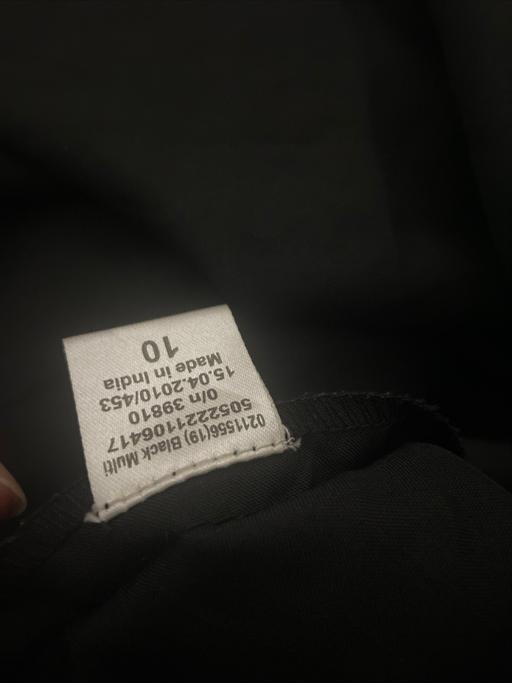 0211556(19) Black Multi
5052221106417
o/n 39810
15.04.2010/453
Made in India
10